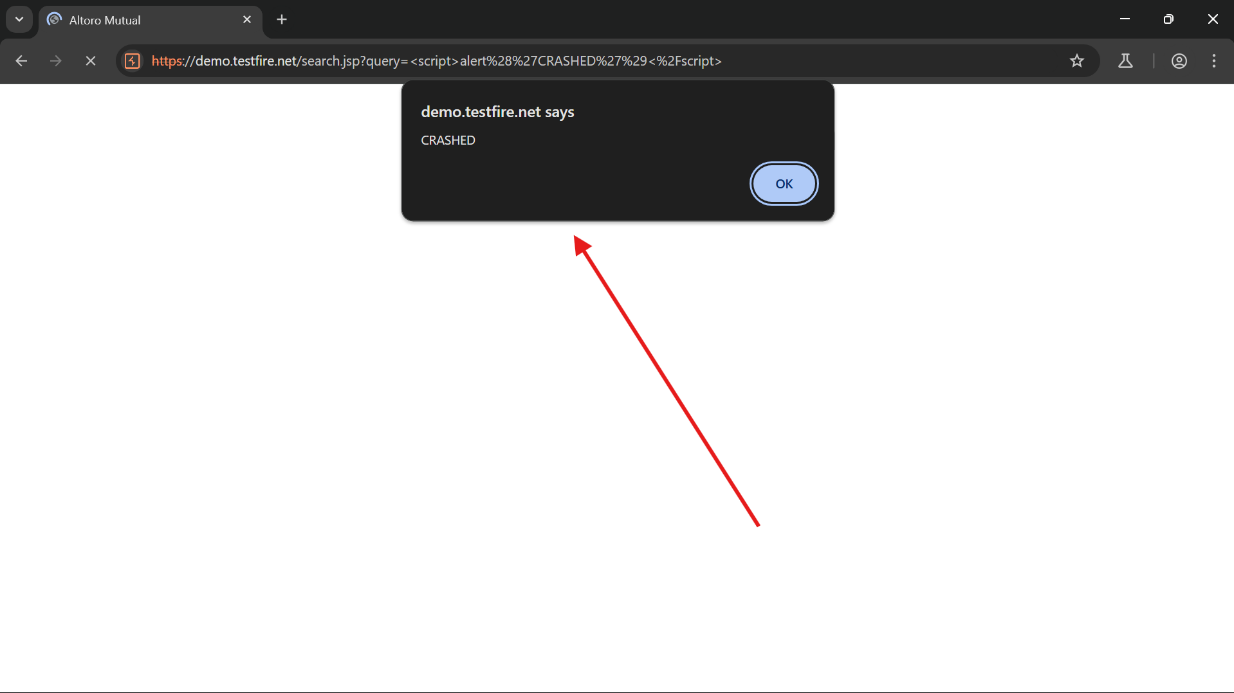 Altoro Mutual
https://demo.testfire.net/search.jsp?query=<script>alert%28%27CRASHED%27%29<%2Fscript>
demo.testfire.net says
CRASHED
OK